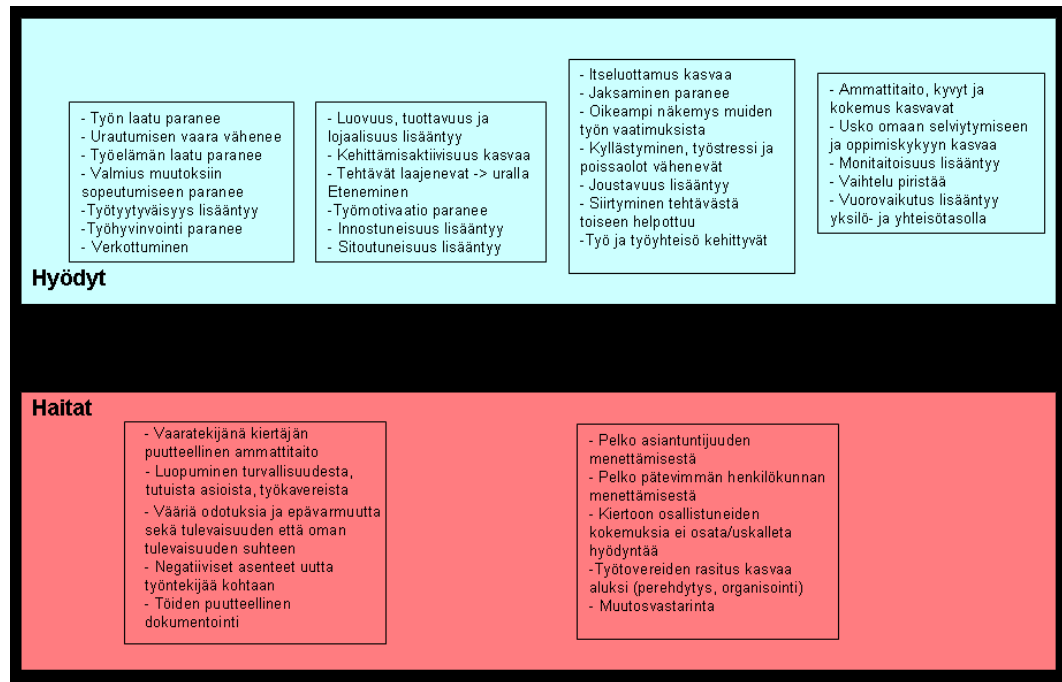 - Työn laatu paranee
- Urautumisen vaara vähenee
- Työelämän laatu paranee
- Valmius muutoksiin
sopeutumiseen paranee
-Työtyytyväisyys lisääntyy
-Työhyvinvointi paranee
- Verkottuminen
- Luovuus, tuottavuus ja
lojaalisuus lisääntyy
- Kehittämisaktiivisuus kasvaa
- Tehtävät laajenevat -> uralla
Eteneminen
-Työmotivaatio paranee
- Innostuneisuus lisääntyy
- Sitoutuneisuus lisääntyy
- Itseluottamus kasvaa
- Jaksaminen paranee
- Oikeampi näkemys muiden
työn vaatimuksista
- Kyllästyminen, työstressi ja
poissaolot vähenevät
- Joustavuus lisääntyy
- Siirtyminen tehtävästä
toiseen helpottuu
-Työ ja työyhteisö kehittyvät
- Ammattitaito, kyvyt ja
kokemus kasvavat
- Usko omaan selviytymiseen
ja oppimiskykyyn kasvaa
- Monitaitoisuus lisääntyy
- Vaihtelu piristää
- Vuorovaikutus lisääntyy
yksilö- ja yhteisötasolla
Hyödyt
Haitat
- Vaaratekijänä kiertäjän
puutteellinen ammattitaito
- Luopuminen turvallisuudesta,
tutuista asioista, työkavereista
- Vääriä odotuksia ja epävarmuutta
sekä tulevaisuuden että oman
tulevaisuuden suhteen
- Negatiiviset asenteet uutta
työntekijää kohtaan
- Töiden puutteellinen
dokumentointi
- Pelko asiantuntijuuden
menettämisestä
- Pelko pätevimmän henkilökunnan
menettämisestä
- Kiertoon osallistuneiden
kokemuksia ei osata/uskalleta
hyödyntää
-Työtovereiden rasitus kasvaa
aluksi (perehdytys, organisointi)
- Muutosvastarinta